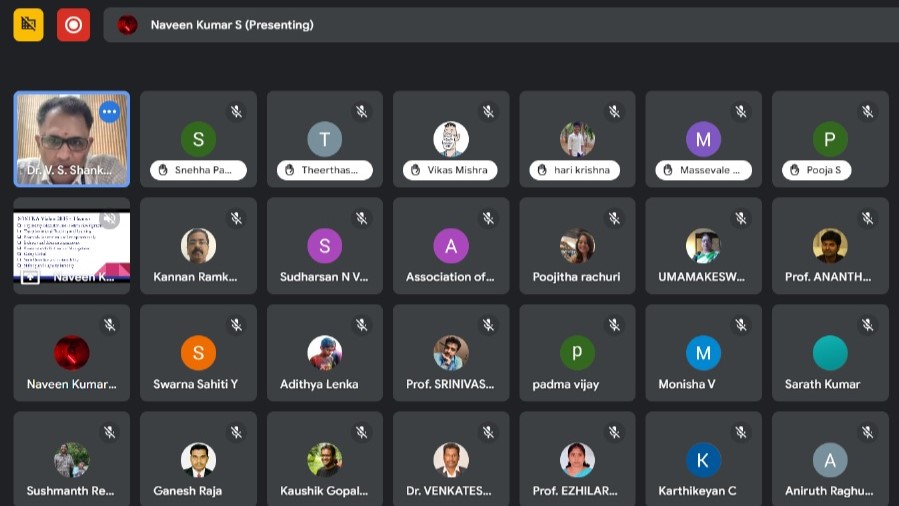 Naveen Kumar S (Presenting)
Dr. V. S. Shank...
S
Snehha Pa...
T
Theerthas...
Vikas Mishra
hari krishna
M
Massevale ...
P
Pooja S
Naveen K...
Kannan Ramk...
S
Sudharsan N V...
A
Association of...
Poojitha rachuri
UMAMAKESW...
Prof. ANANTH...
Naveen Kumar...
S
Swarna Sahiti Y
Adithya Lenka
Prof. SRINIVAS...
p
padma vijay
M
Monisha V
Sarath Kumar
Sushmanth Re...
Ganesh Raja
Kaushik Gopal...
Dr. VENKATES...
Prof. EZHILAR...
K
Karthikeyan C
A
Aniruth Raghu...